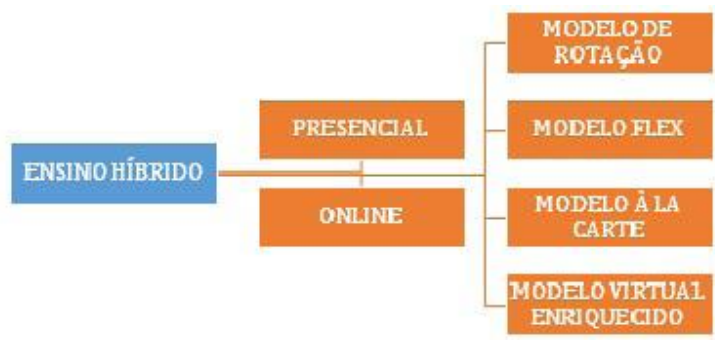 ENSINO HÍBRIDO
PRESENCIAL
ONLINE
MODELO DE
ROTAÇÃO
MODELO FLEX
MODELO À LA
CARTE
MODELO VIRTUAL
ENRIQUECIDO